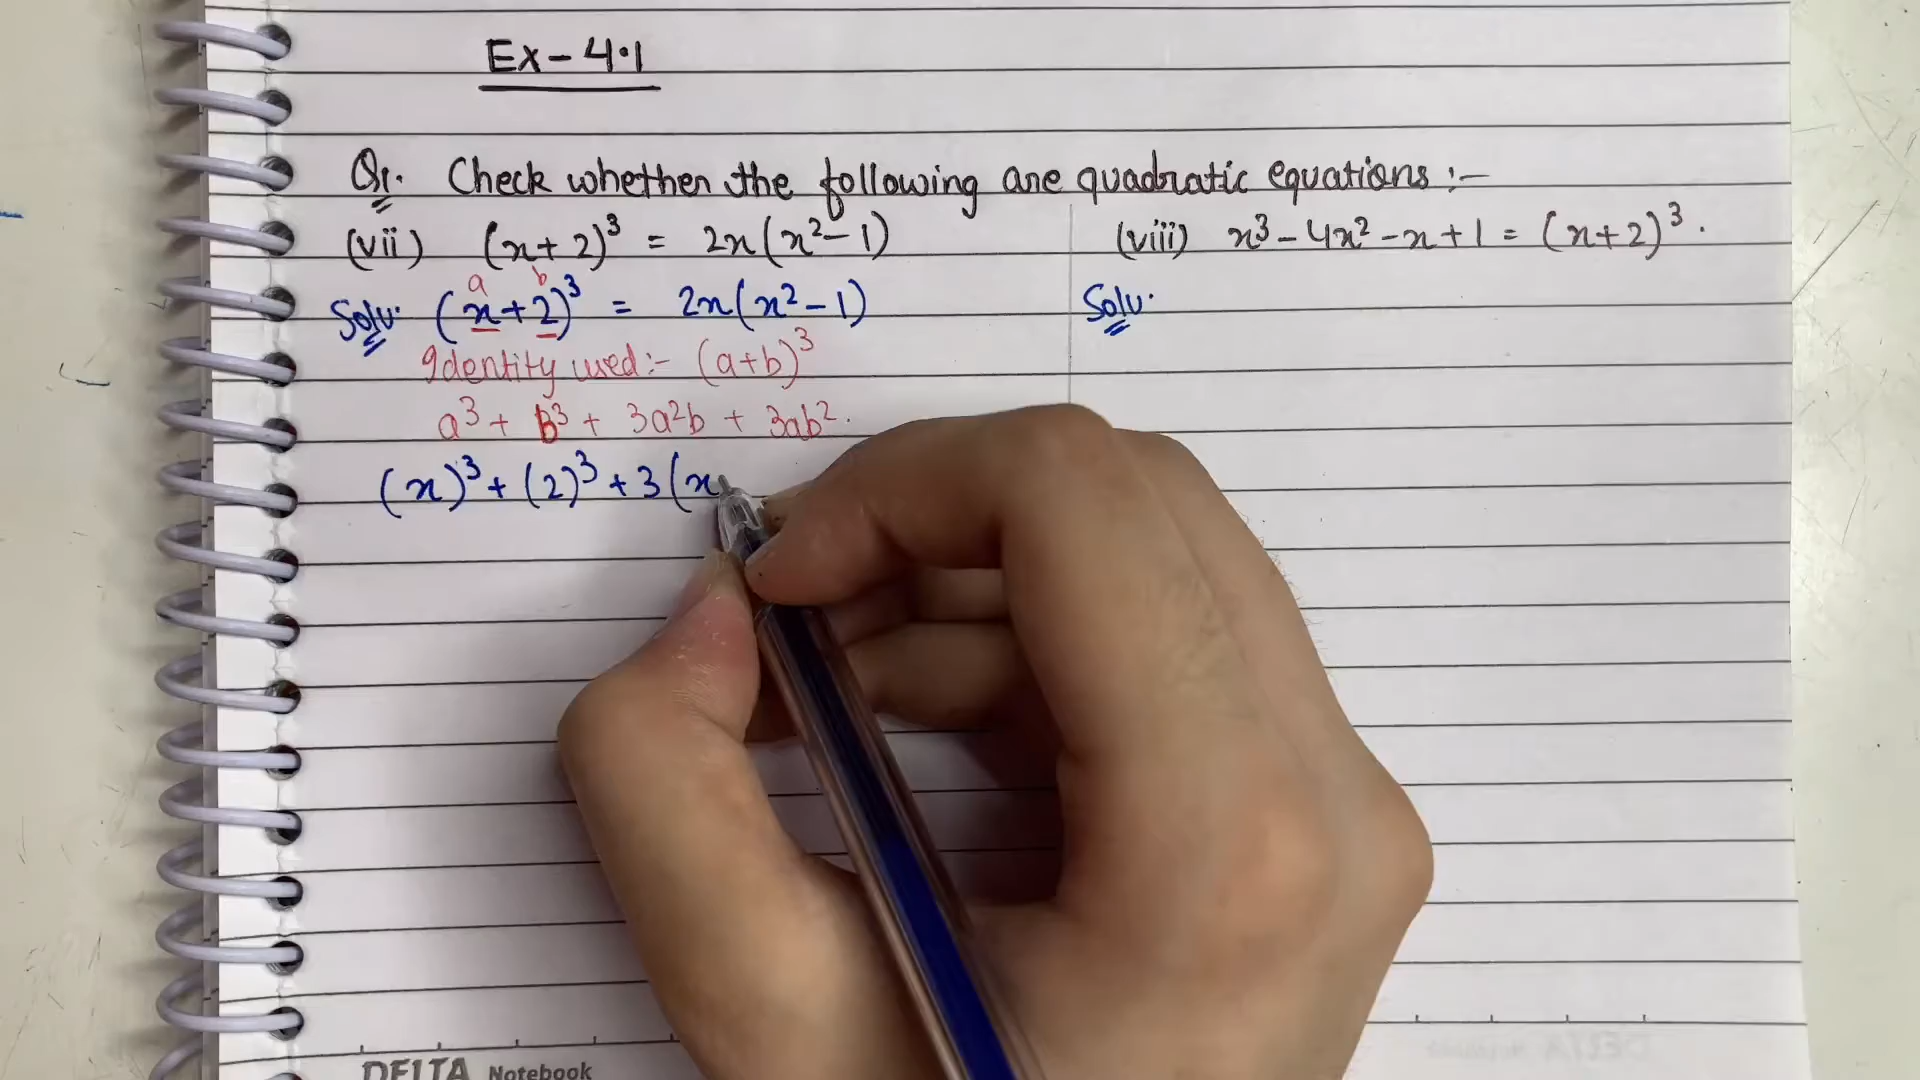 Ex - 4.1
Q1. Check whether the following are quadratic equations :-
(vii) (x+2)³ = 2x(x²-1)
(viii) x³ - 4x² - x + 1 = (x+2)³.
a b
Solu. (x+2)³ = 2x(x²-1)
Solu.
Identity used:- (a+b)³
a³ + b³ + 3a²b + 3ab².
(x)³ + (2)³ + 3(x
DELTA Notebook